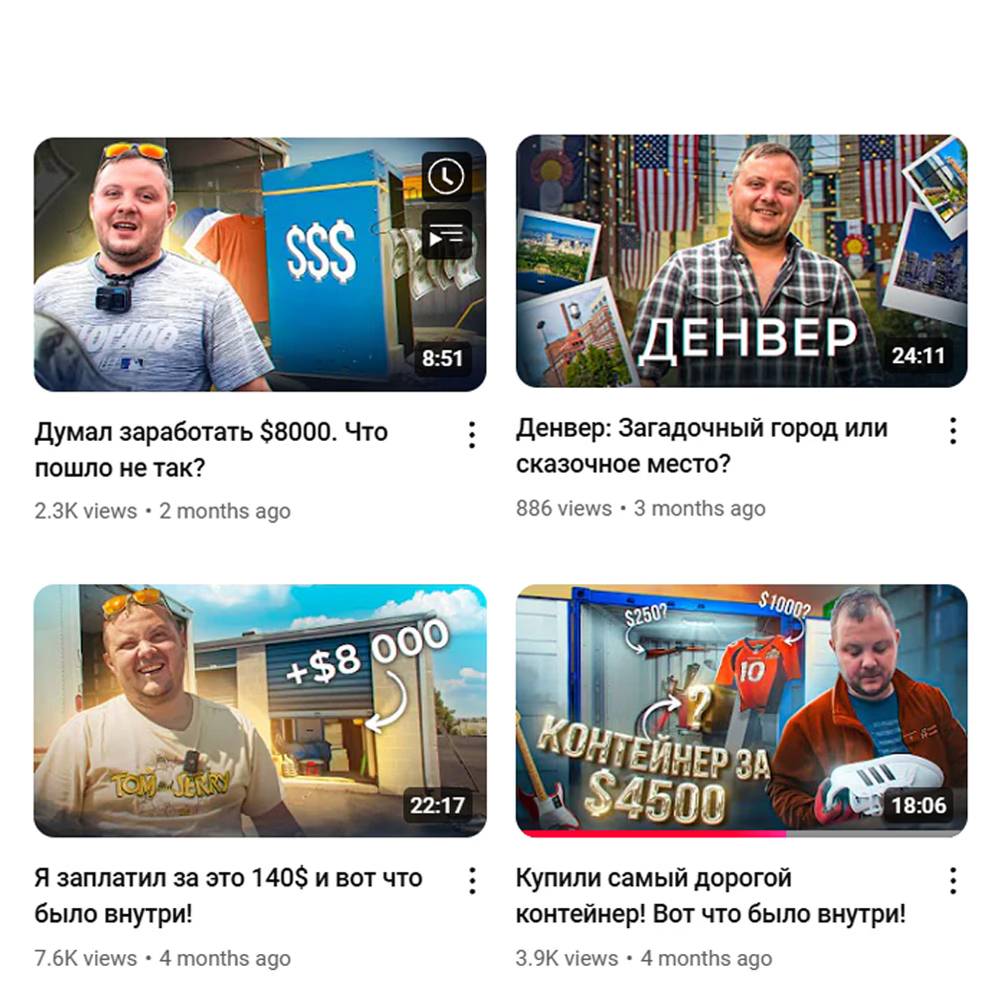 $$$
COLORADO
8:51
Думал заработать $8000. Что
пошло не так?
2.3K views • 2 months ago
ДЕНВЕР
24:11
Денвер: Загадочный город или
сказочное место?
886 views • 3 months ago
+$8 000
TOM and JERRY
22:17
Я заплатил за это 140$ и вот что
было внутри!
7.6K views • 4 months ago
$250?
$1000?
10
?
КОНТЕЙНЕР ЗА
$4500
18:06
Купили самый дорогой
контейнер! Вот что было внутри!
3.9K views • 4 months ago